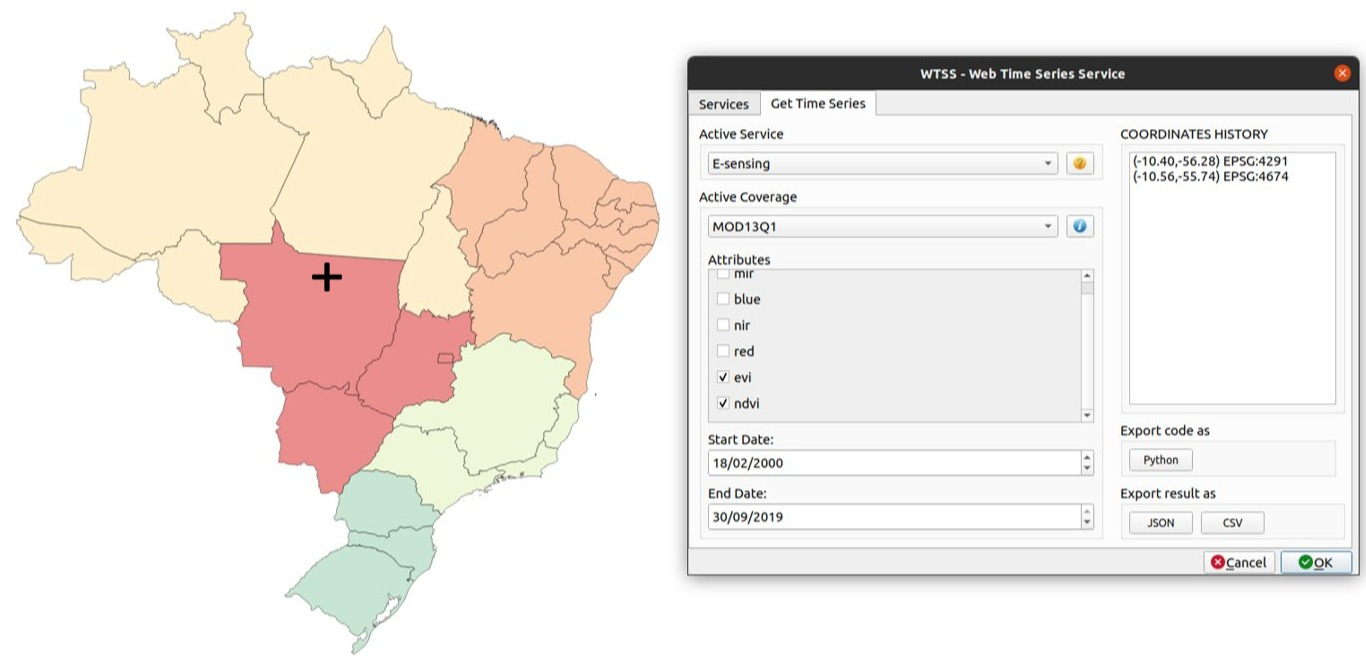 WTSS - Web Time Series Service
Services
Get Time Series
Active Service
E-sensing
Active Coverage
MOD13Q1
Attributes
mir
blue
nir
red
evi
ndvi
Start Date:
18/02/2000
End Date:
30/09/2019
COORDINATES HISTORY
(-10.40,-56.28) EPSG:4291
(-10.56,-55.74) EPSG:4674
Export code as
Python
Export result as
JSON
CSV
Cancel
OK